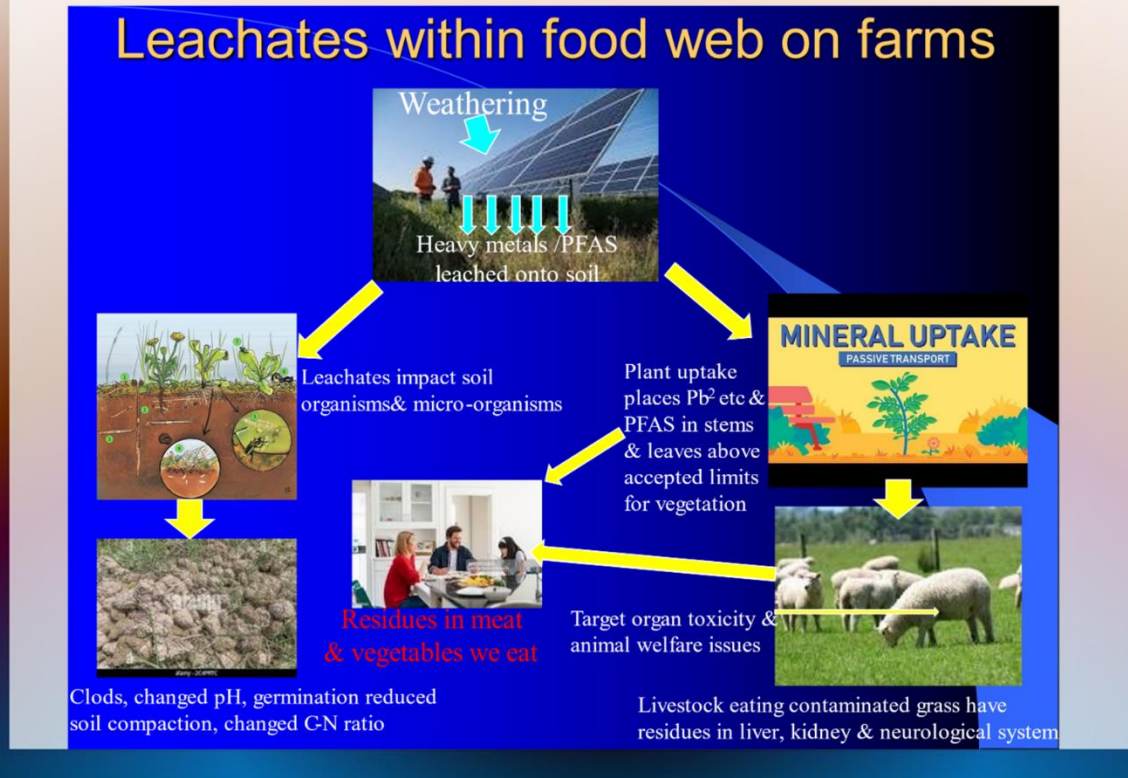 Leachates within food web on farms
Weathering
Heavy metals /PFAS
leached onto soil
Leachates impact soil
organisms& micro-organisms
Plant uptake
places Pb² etc &
PFAS in stems
& leaves above
accepted limits
for vegetation
MINERAL UPTAKE
PASSIVE TRANSPORT
Residues in meat
& vegetables we eat
Target organ toxicity &
animal welfare issues
alamy
alamy - 2C4PRTC
Clods, changed pH, germination reduced
soil compaction, changed C-N ratio
Livestock eating contaminated grass have
residues in liver, kidney & neurological system